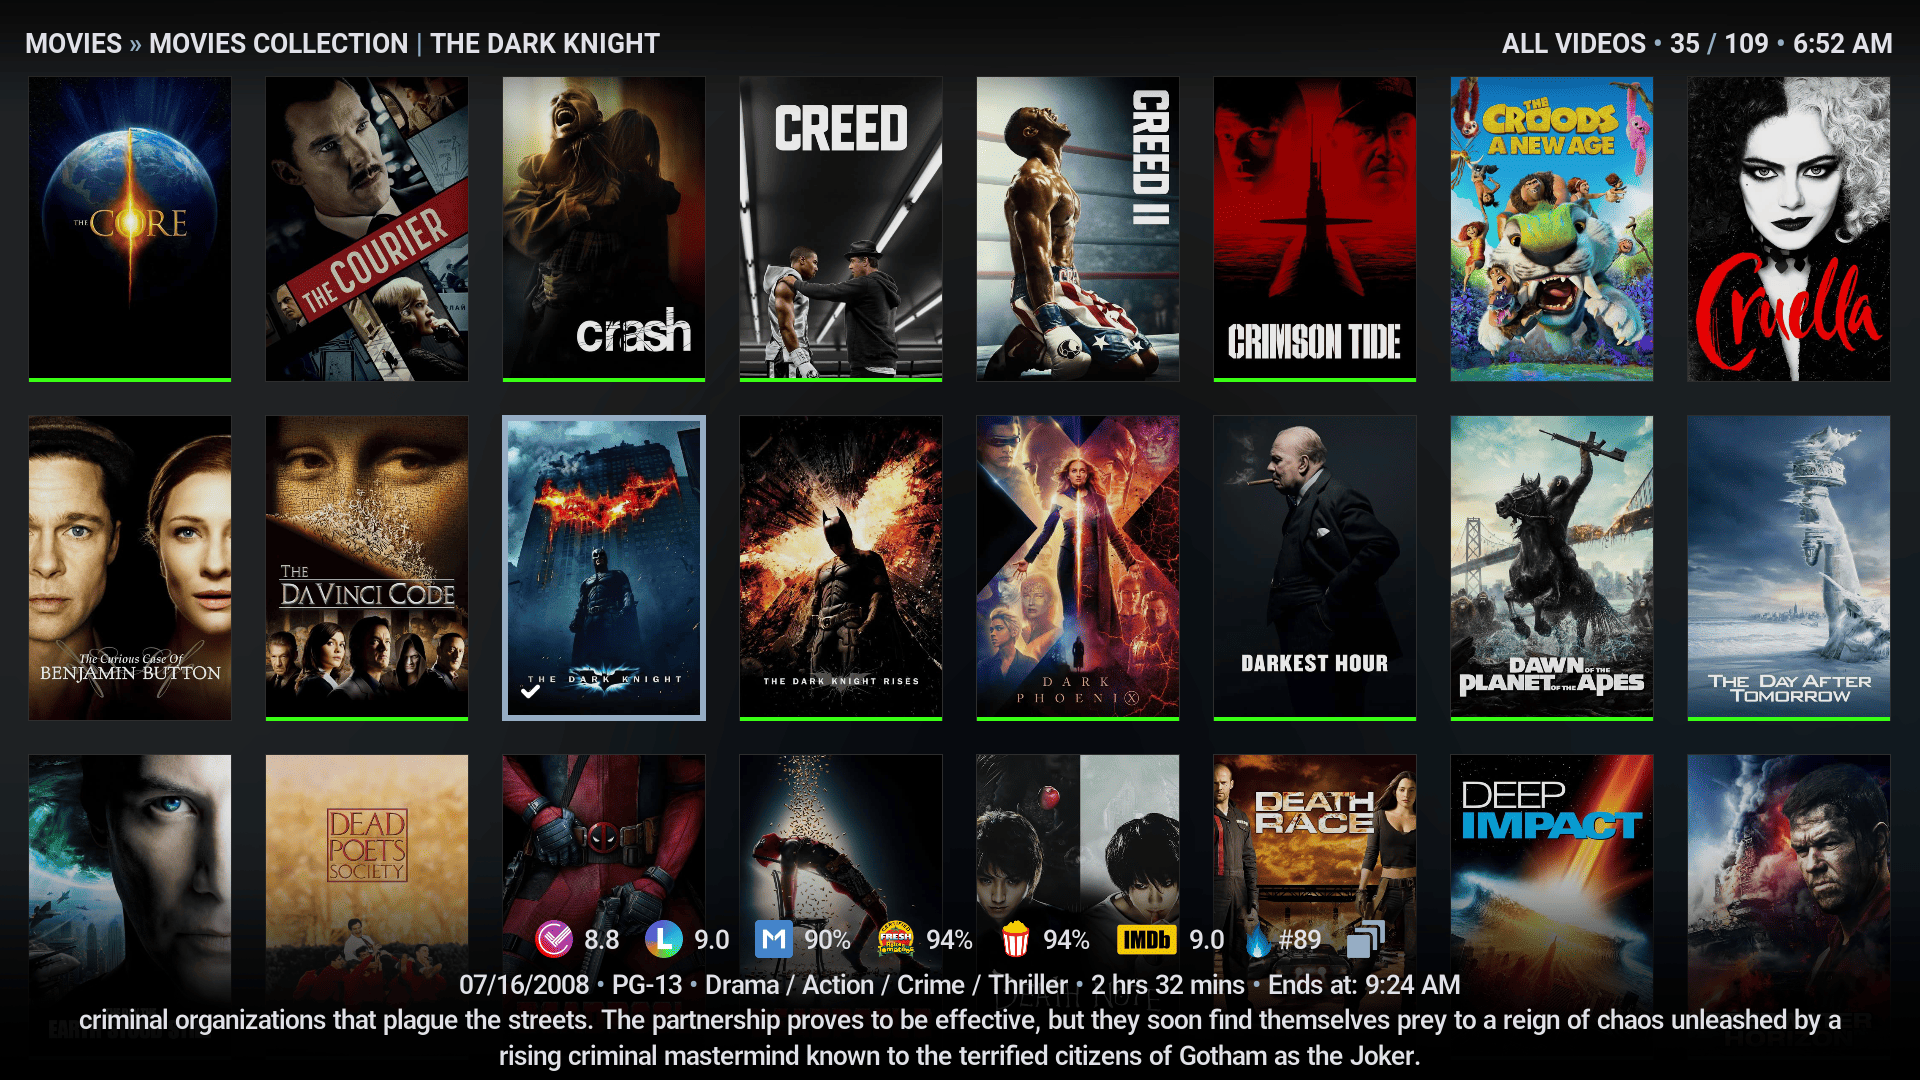 MOVIES » MOVIES COLLECTION | THE DARK KNIGHT
ALL VIDEOS • 35 / 109 • 6:52 AM
THE CORE
THE COURIER
crash
CREED
CREED II
CRIMSON TIDE
THE
CROODS
A NEW AGE
Cruella
The Curious Case Of
BENJAMIN BUTTON
THE
DA VINCI CODE
THE DARK KNIGHT
THE DARK KNIGHT RISES
DARK
PHOENIX
DARKEST HOUR
DAWN OF THE
PLANET OF THE APES
THE DAY AFTER
TOMORROW
DEAD
POETS
SOCIETY
DEATH
RACE
DEEP
IMPACT
8.8 L 9.0 M 90% FRESH 94% 94% IMDb 9.0 #89
07/16/2008 • PG-13 • Drama / Action / Crime / Thriller • 2 hrs 32 mins • Ends at: 9:24 AM
DEATH NOTE
criminal organizations that plague the streets. The partnership proves to be effective, but they soon find themselves prey to a reign of chaos unleashed by a
rising criminal mastermind known to the terrified citizens of Gotham as the Joker.